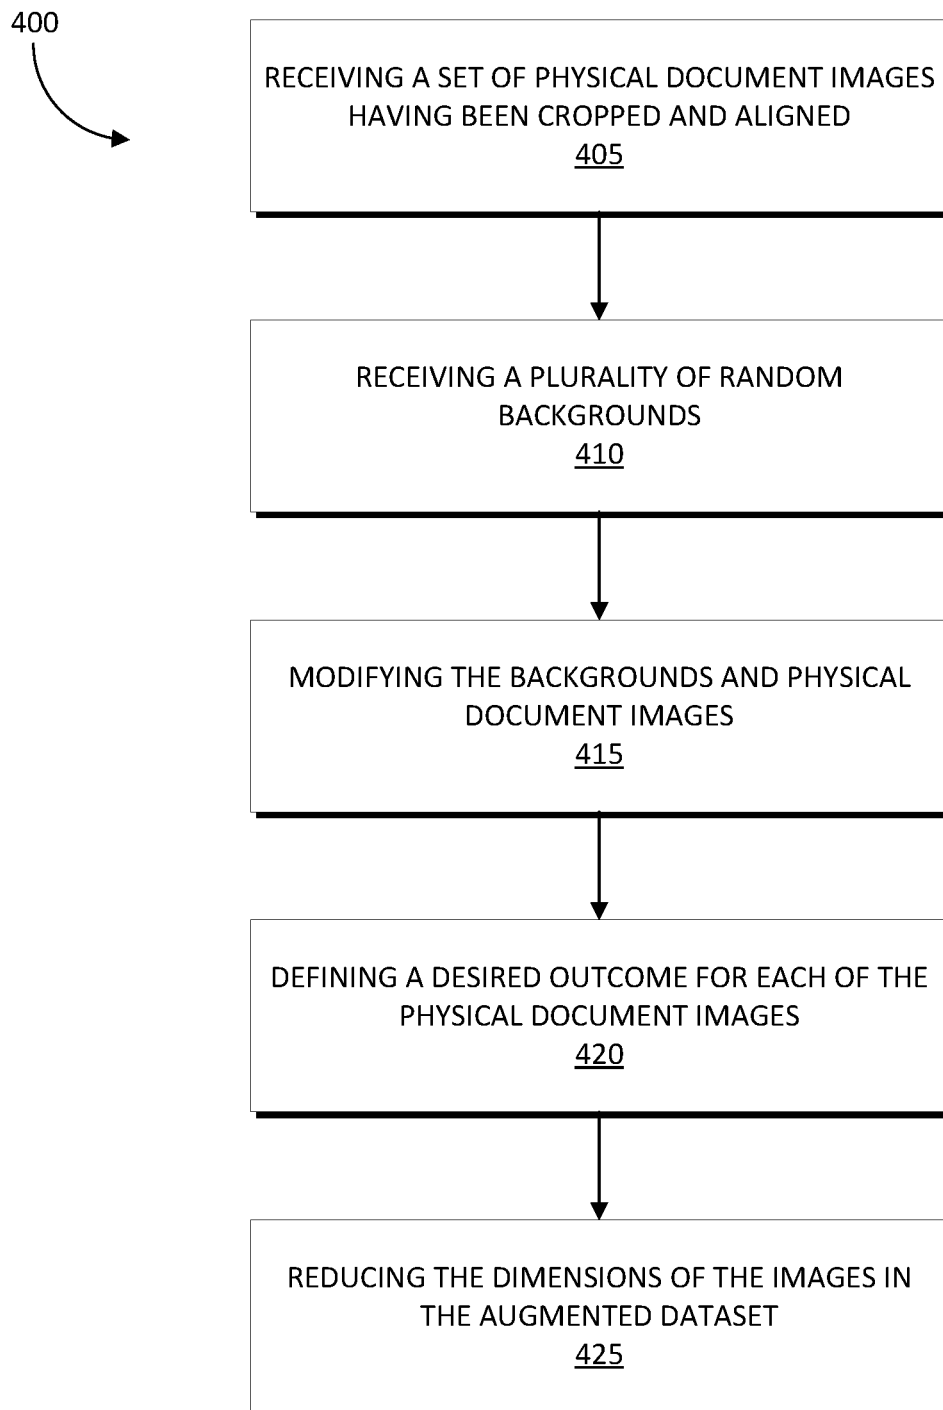 400
RECEIVING A SET OF PHYSICAL DOCUMENT IMAGES
HAVING BEEN CROPPED AND ALIGNED
405
RECEIVING A PLURALITY OF RANDOM
BACKGROUNDS
410
MODIFYING THE BACKGROUNDS AND PHYSICAL
DOCUMENT IMAGES
415
DEFINING A DESIRED OUTCOME FOR EACH OF THE
PHYSICAL DOCUMENT IMAGES
420
REDUCING THE DIMENSIONS OF THE IMAGES IN
THE AUGMENTED DATASET
425